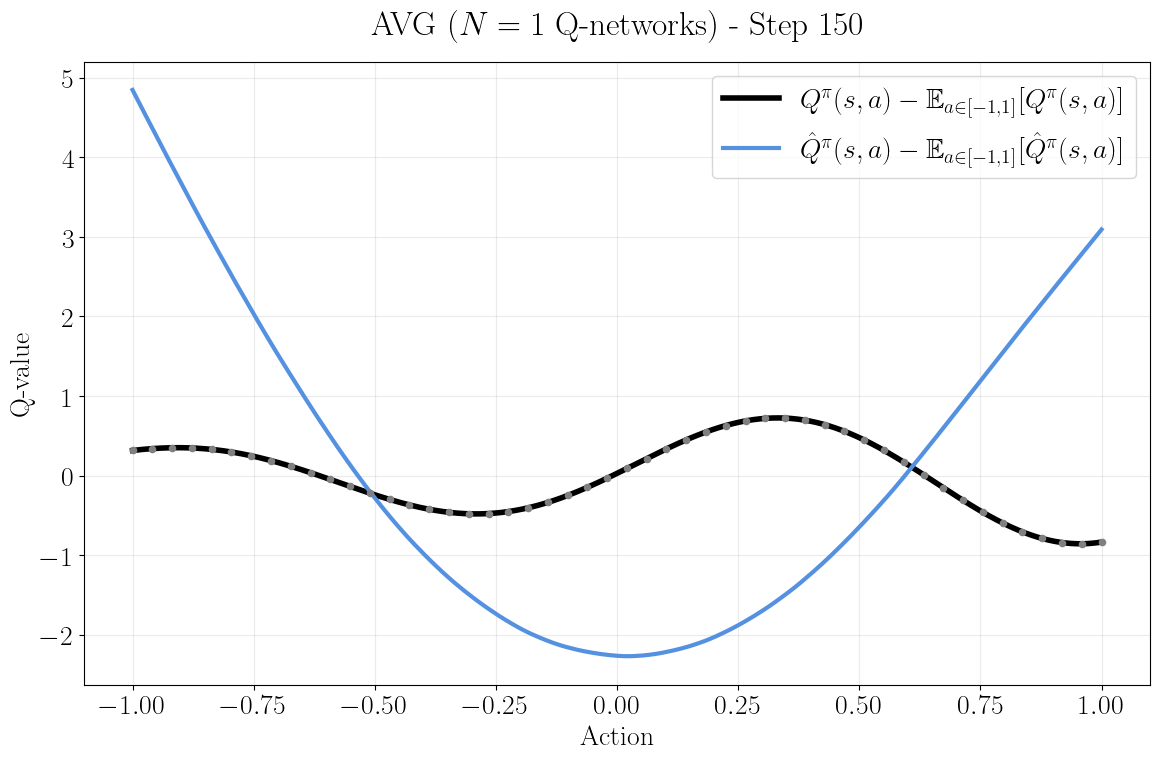 AVG (N = 1 Q-networks) - Step 150
Q^π(s, a) − 𝔼_{a∈[−1,1]}[Q^π(s, a)]
Q̂^π(s, a) − 𝔼_{a∈[−1,1]}[Q̂^π(s, a)]
Q-value
5
4
3
2
1
0
−1
−2
−1.00 −0.75 −0.50 −0.25 0.00 0.25 0.50 0.75 1.00
Action